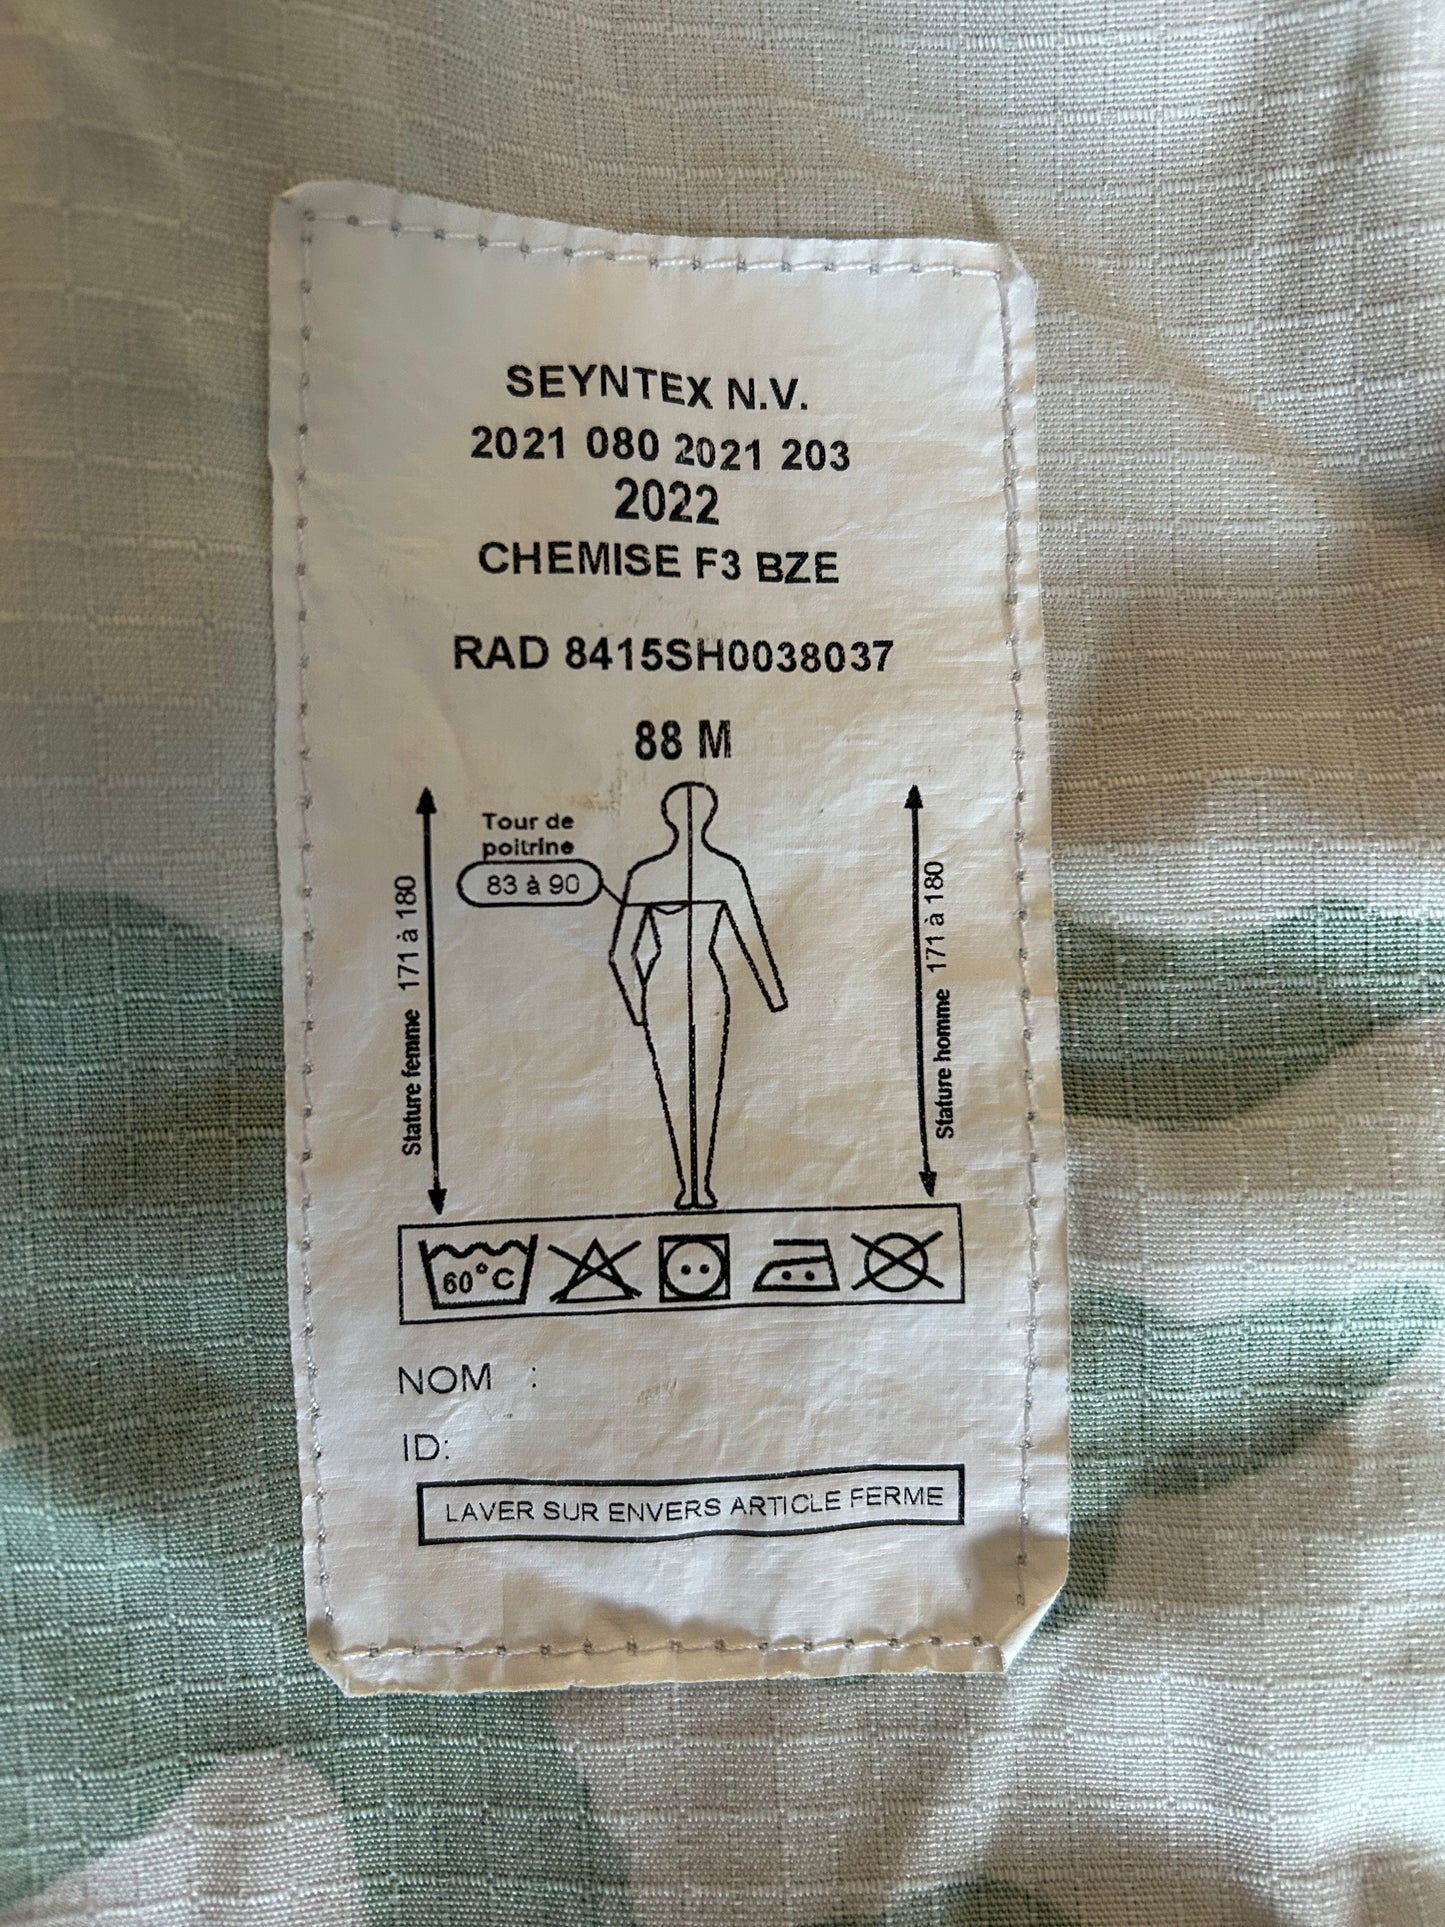 SEYNTEX N.V.
2021 080 2021 203
2022
CHEMISE F3 BZE
RAD 8415SH0038037
88 M
Tour de
poitrine
83 à 90
Stature femme 171 à 180
Stature homme 171 à 180
60°C
NOM :
ID:
LAVER SUR ENVERS ARTICLE FERME